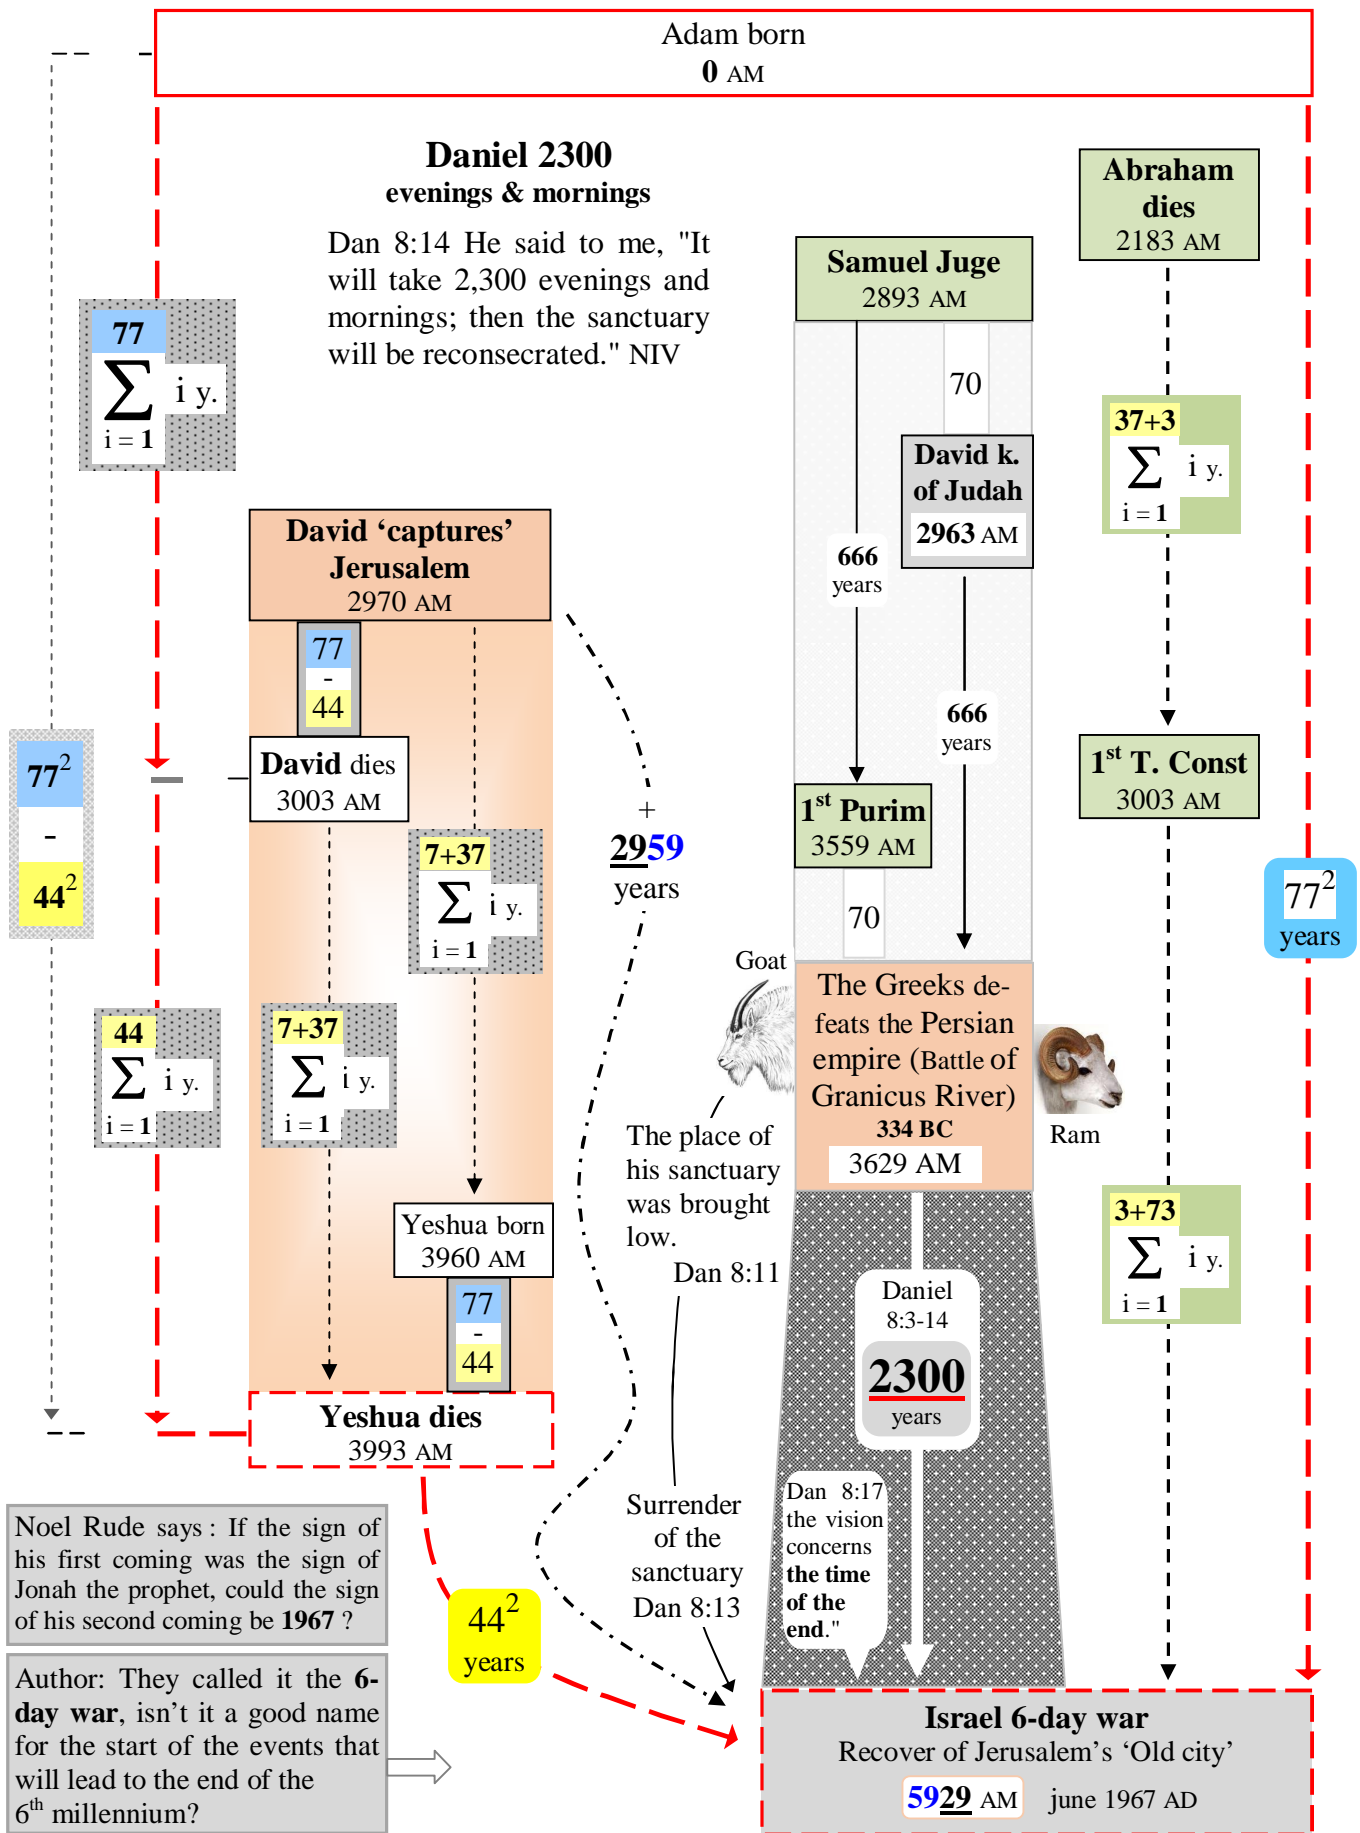 Adam born
0 AM
Daniel 2300
evenings & mornings
Dan 8:14 He said to me, "It
will take 2,300 evenings and
mornings; then the sanctuary
will be reconsecrated." NIV
Abraham
dies
2183 AM
Samuel Juge
2893 AM
77
∑ i y.
i = 1
70
37+3
∑ i y.
i = 1
David k.
of Judah
2963 AM
David ‘captures’
Jerusalem
2970 AM
666
years
77
-
44
666
years
77²
-
44²
David dies
3003 AM
1st T. Const
3003 AM
+
2959
years
1st Purim
3559 AM
7+37
∑ i y.
i = 1
77²
years
70
Goat
The Greeks de-
feats the Persian
empire (Battle of
Granicus River)
334 BC
3629 AM
Ram
44
∑ i y.
i = 1
7+37
∑ i y.
i = 1
The place of
his sanctuary
was brought
low.
Dan 8:11
Yeshua born
3960 AM
3+73
∑ i y.
i = 1
77
-
44
Daniel
8:3-14
2300
years
Yeshua dies
3993 AM
Dan 8:17
the vision
concerns
the time
of the
end."
Surrender
of the
sanctuary
Dan 8:13
Noel Rude says : If the sign of
his first coming was the sign of
Jonah the prophet, could the sign
of his second coming be 1967 ?
44²
years
Author: They called it the 6-
day war, isn’t it a good name
for the start of the events that
will lead to the end of the
6th millennium?
Israel 6-day war
Recover of Jerusalem’s ‘Old city’
5929 AM june 1967 AD